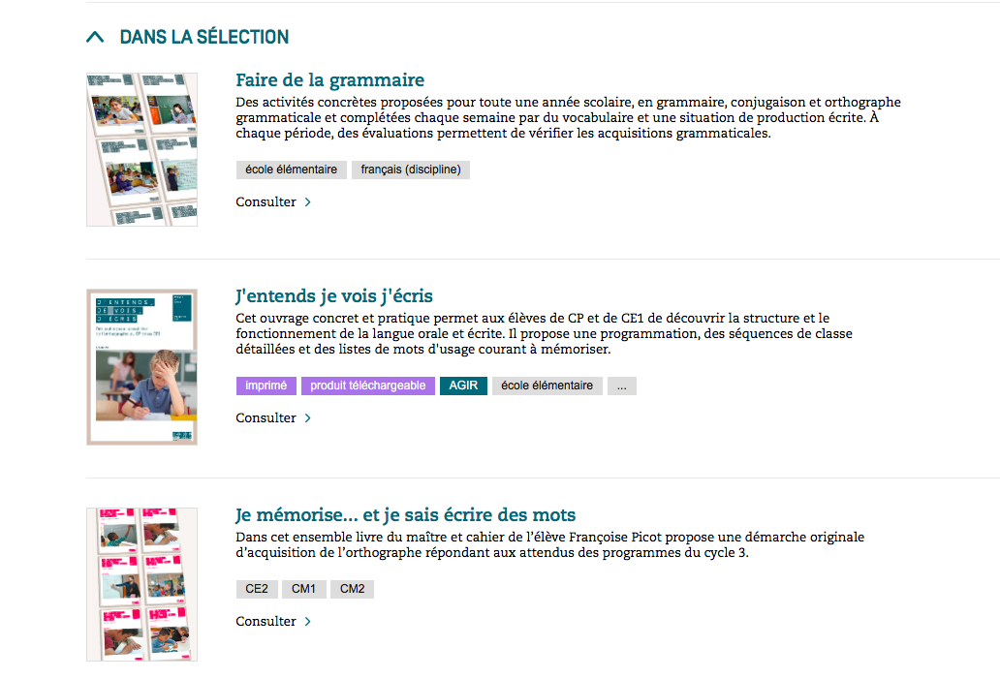 DANS LA SÉLECTION
Faire de la grammaire
Des activités concrètes proposées pour toute une année scolaire, en grammaire, conjugaison et orthographe
grammaticale et complétées chaque semaine par du vocabulaire et une situation de production écrite. À
chaque période, des évaluations permettent de vérifier les acquisitions grammaticales.
école élémentaire français (discipline)
Consulter >
J'ENTENDS,
JE VOIS,
J'ÉCRIS
J'entends je vois j'écris
Cet ouvrage concret et pratique permet aux élèves de CP et de CE1 de découvrir la structure et le
fonctionnement de la langue orale et écrite. Il propose une programmation, des séquences de classe
détaillées et des listes de mots d'usage courant à mémoriser.
imprimé produit téléchargeable AGIR école élémentaire ...
Consulter >
Je mémorise... et je sais écrire des mots
Dans cet ensemble livre du maître et cahier de l’élève Françoise Picot propose une démarche originale
d’acquisition de l’orthographe répondant aux attendus des programmes du cycle 3.
CE2 CM1 CM2
Consulter >